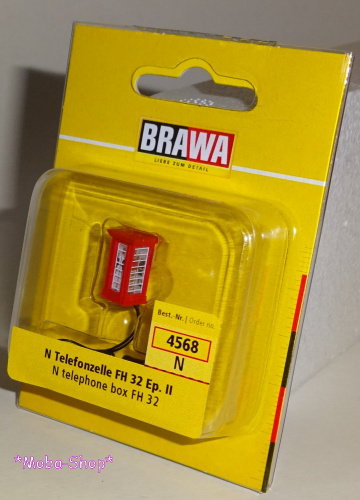 BRAWA
LIEBE ZUM DETAIL
Best.-Nr. | Order no.
4568
N
N Telefonzelle FH 32 Ep. II
N telephone box FH 32
*Moba-Shop*